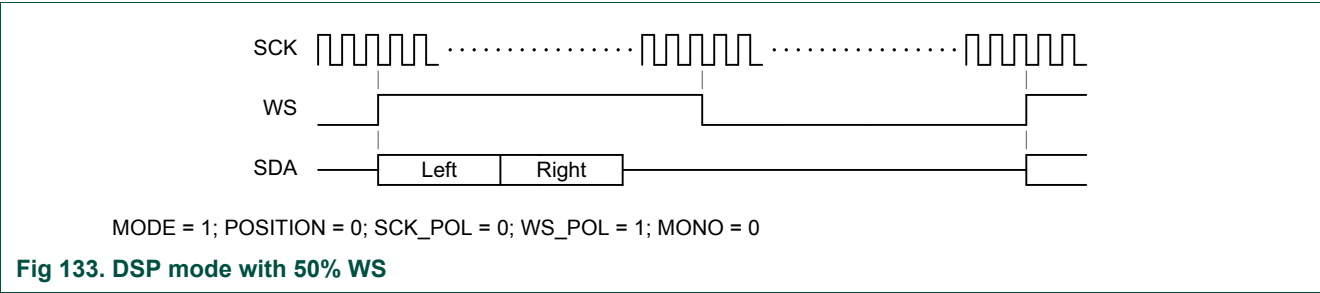 SCK
WS
SDA Left Right
MODE = 1; POSITION = 0; SCK_POL = 0; WS_POL = 1; MONO = 0
Fig 133. DSP mode with 50% WS